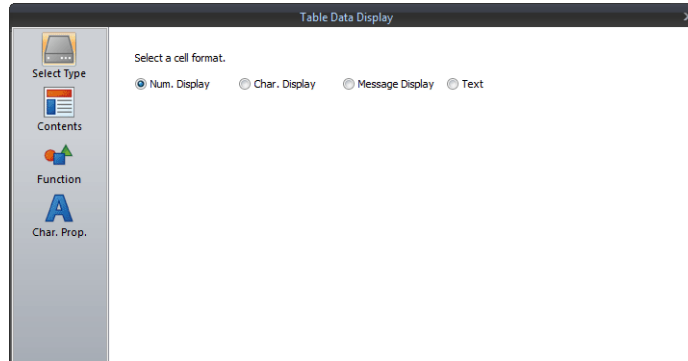 Table Data Display
Select Type
Contents
Function
Char. Prop.
Select a cell format.
Num. Display Char. Display Message Display Text